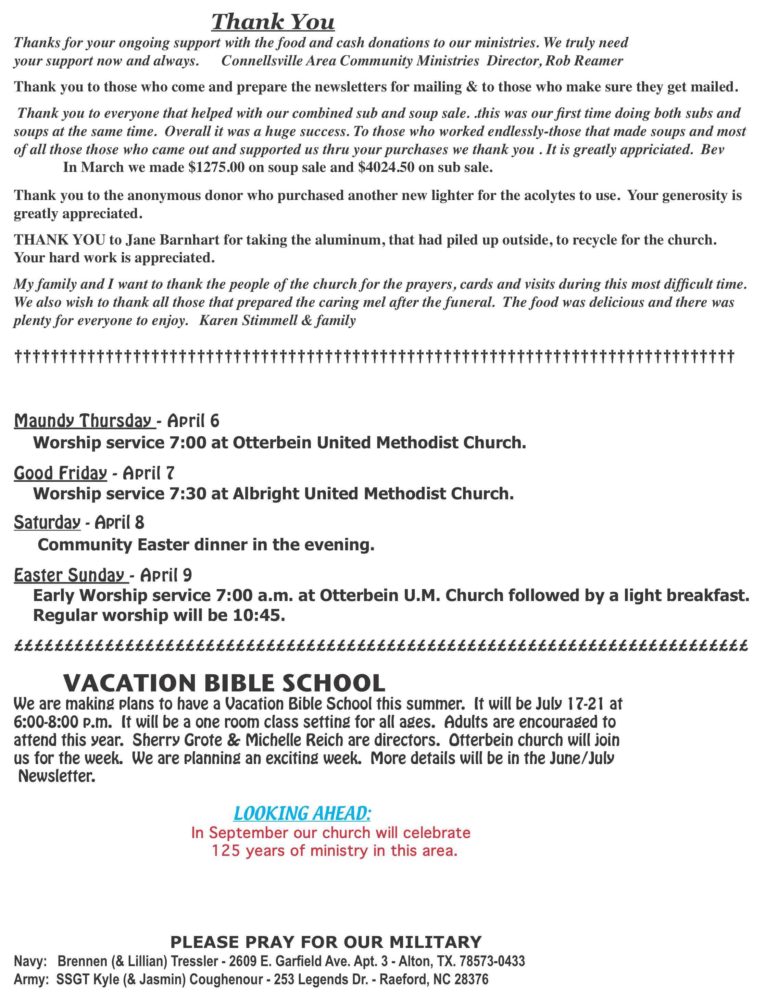 Thank You
Thanks for your ongoing support with the food and cash donations to our ministries. We truly need
your support now and always. Connellsville Area Community Ministries Director, Rob Reamer
Thank you to those who come and prepare the newsletters for mailing & to those who make sure they get mailed.
Thank you to everyone that helped with our combined sub and soup sale. .this was our first time doing both subs and
soups at the same time. Overall it was a huge success. To those who worked endlessly-those that made soups and most
of all those those who came out and supported us thru your purchases we thank you . It is greatly appriciated. Bev
In March we made $1275.00 on soup sale and $4024.50 on sub sale.
Thank you to the anonymous donor who purchased another new lighter for the acolytes to use. Your generosity is
greatly appreciated.
THANK YOU to Jane Barnhart for taking the aluminum, that had piled up outside, to recycle for the church.
Your hard work is appreciated.
My family and I want to thank the people of the church for the prayers, cards and visits during this most difficult time.
We also wish to thank all those that prepared the caring mel after the funeral. The food was delicious and there was
plenty for everyone to enjoy. Karen Stimmell & family
†††††††††††††††††††††††††††††††††††††††††††††††††††††††††††††††††††††††††††††††
Maundy Thursday - April 6
Worship service 7:00 at Otterbein United Methodist Church.
Good Friday - April 7
Worship service 7:30 at Albright United Methodist Church.
Saturday - April 8
Community Easter dinner in the evening.
Easter Sunday - April 9
Early Worship service 7:00 a.m. at Otterbein U.M. Church followed by a light breakfast.
Regular worship will be 10:45.
£££££££££££££££££££££££££££££££££££££££££££££££££££££££££££££££££££££££££
VACATION BIBLE SCHOOL
We are making plans to have a Vacation Bible School this summer. It will be July 17-21 at
6:00-8:00 p.m. It will be a one room class setting for all ages. Adults are encouraged to
attend this year. Sherry Grote & Michelle Reich are directors. Otterbein church will join
us for the week. We are planning an exciting week. More details will be in the June/July
Newsletter.
LOOKING AHEAD:
In September our church will celebrate
125 years of ministry in this area.
PLEASE PRAY FOR OUR MILITARY
Navy: Brennen (& Lillian) Tressler - 2609 E. Garfield Ave. Apt. 3 - Alton, TX. 78573-0433
Army: SSGT Kyle (& Jasmin) Coughenour - 253 Legends Dr. - Raeford, NC 28376